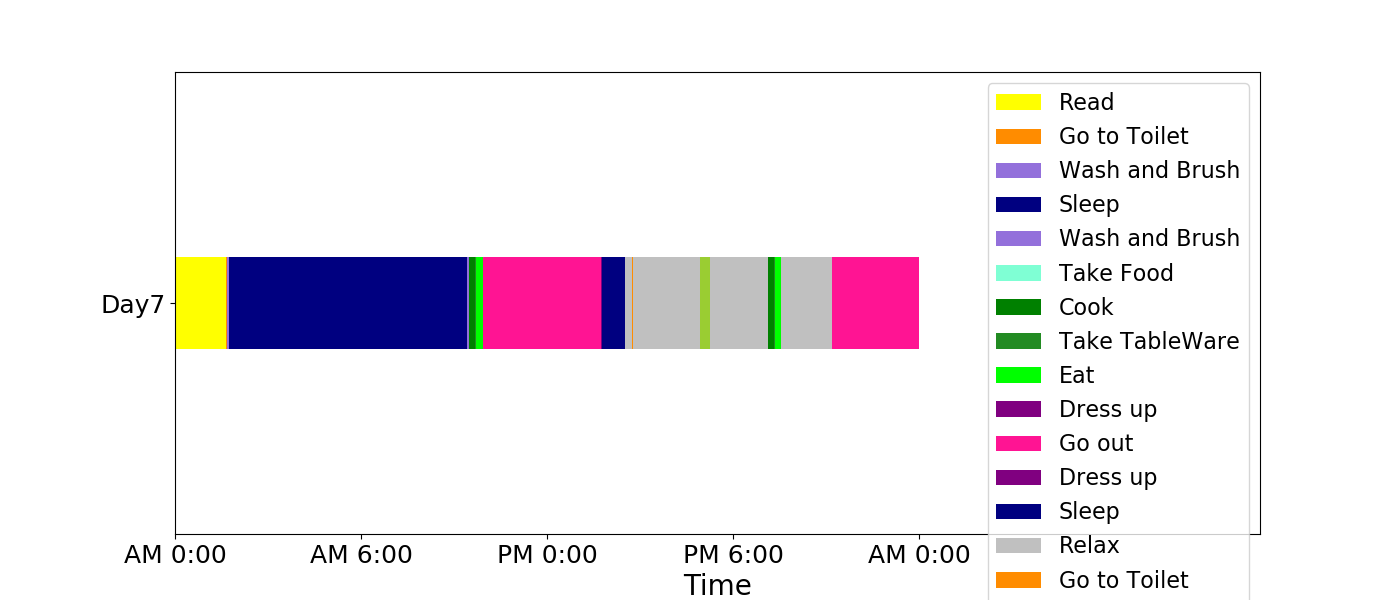 Read
Go to Toilet
Wash and Brush
Sleep
Wash and Brush
Take Food
Cook
Take TableWare
Eat
Dress up
Go out
Dress up
Sleep
Relax
Go to Toilet
Day7
AM 0:00 AM 6:00 PM 0:00 PM 6:00 AM 0:00
Time